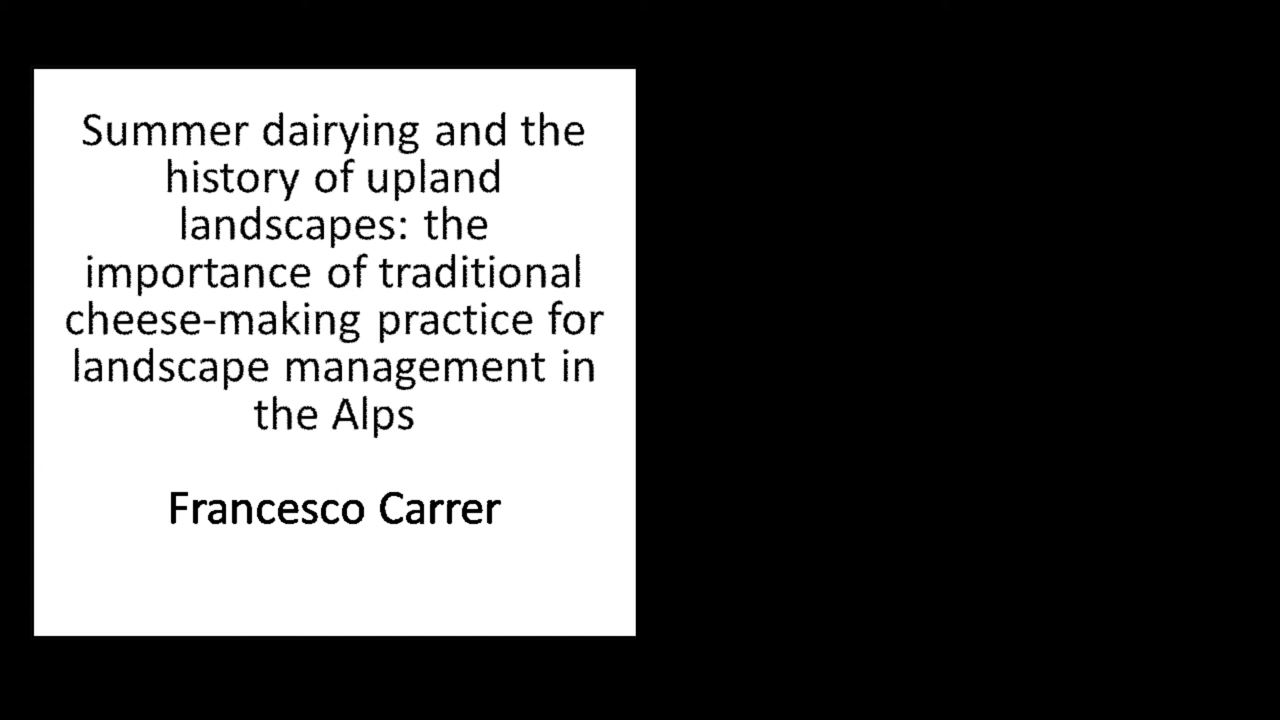 Summer dairying and the
history of upland
landscapes: the
importance of traditional
cheese-making practice for
landscape management in
the Alps
Francesco Carrer